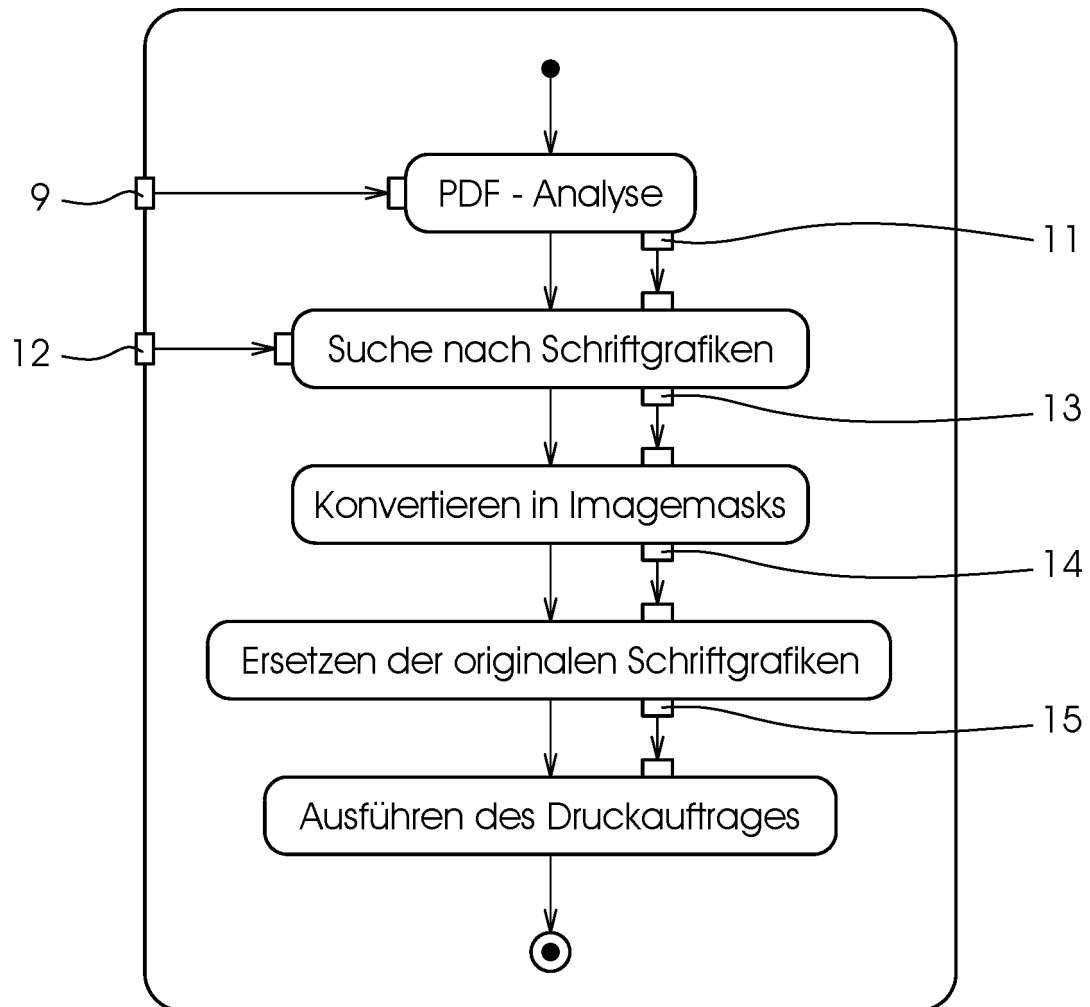 PDF - Analyse
9
11
Suche nach Schriftgrafiken
12
13
Konvertieren in Imagemasks
14
Ersetzen der originalen Schriftgrafiken
15
Ausführen des Druckauftrages